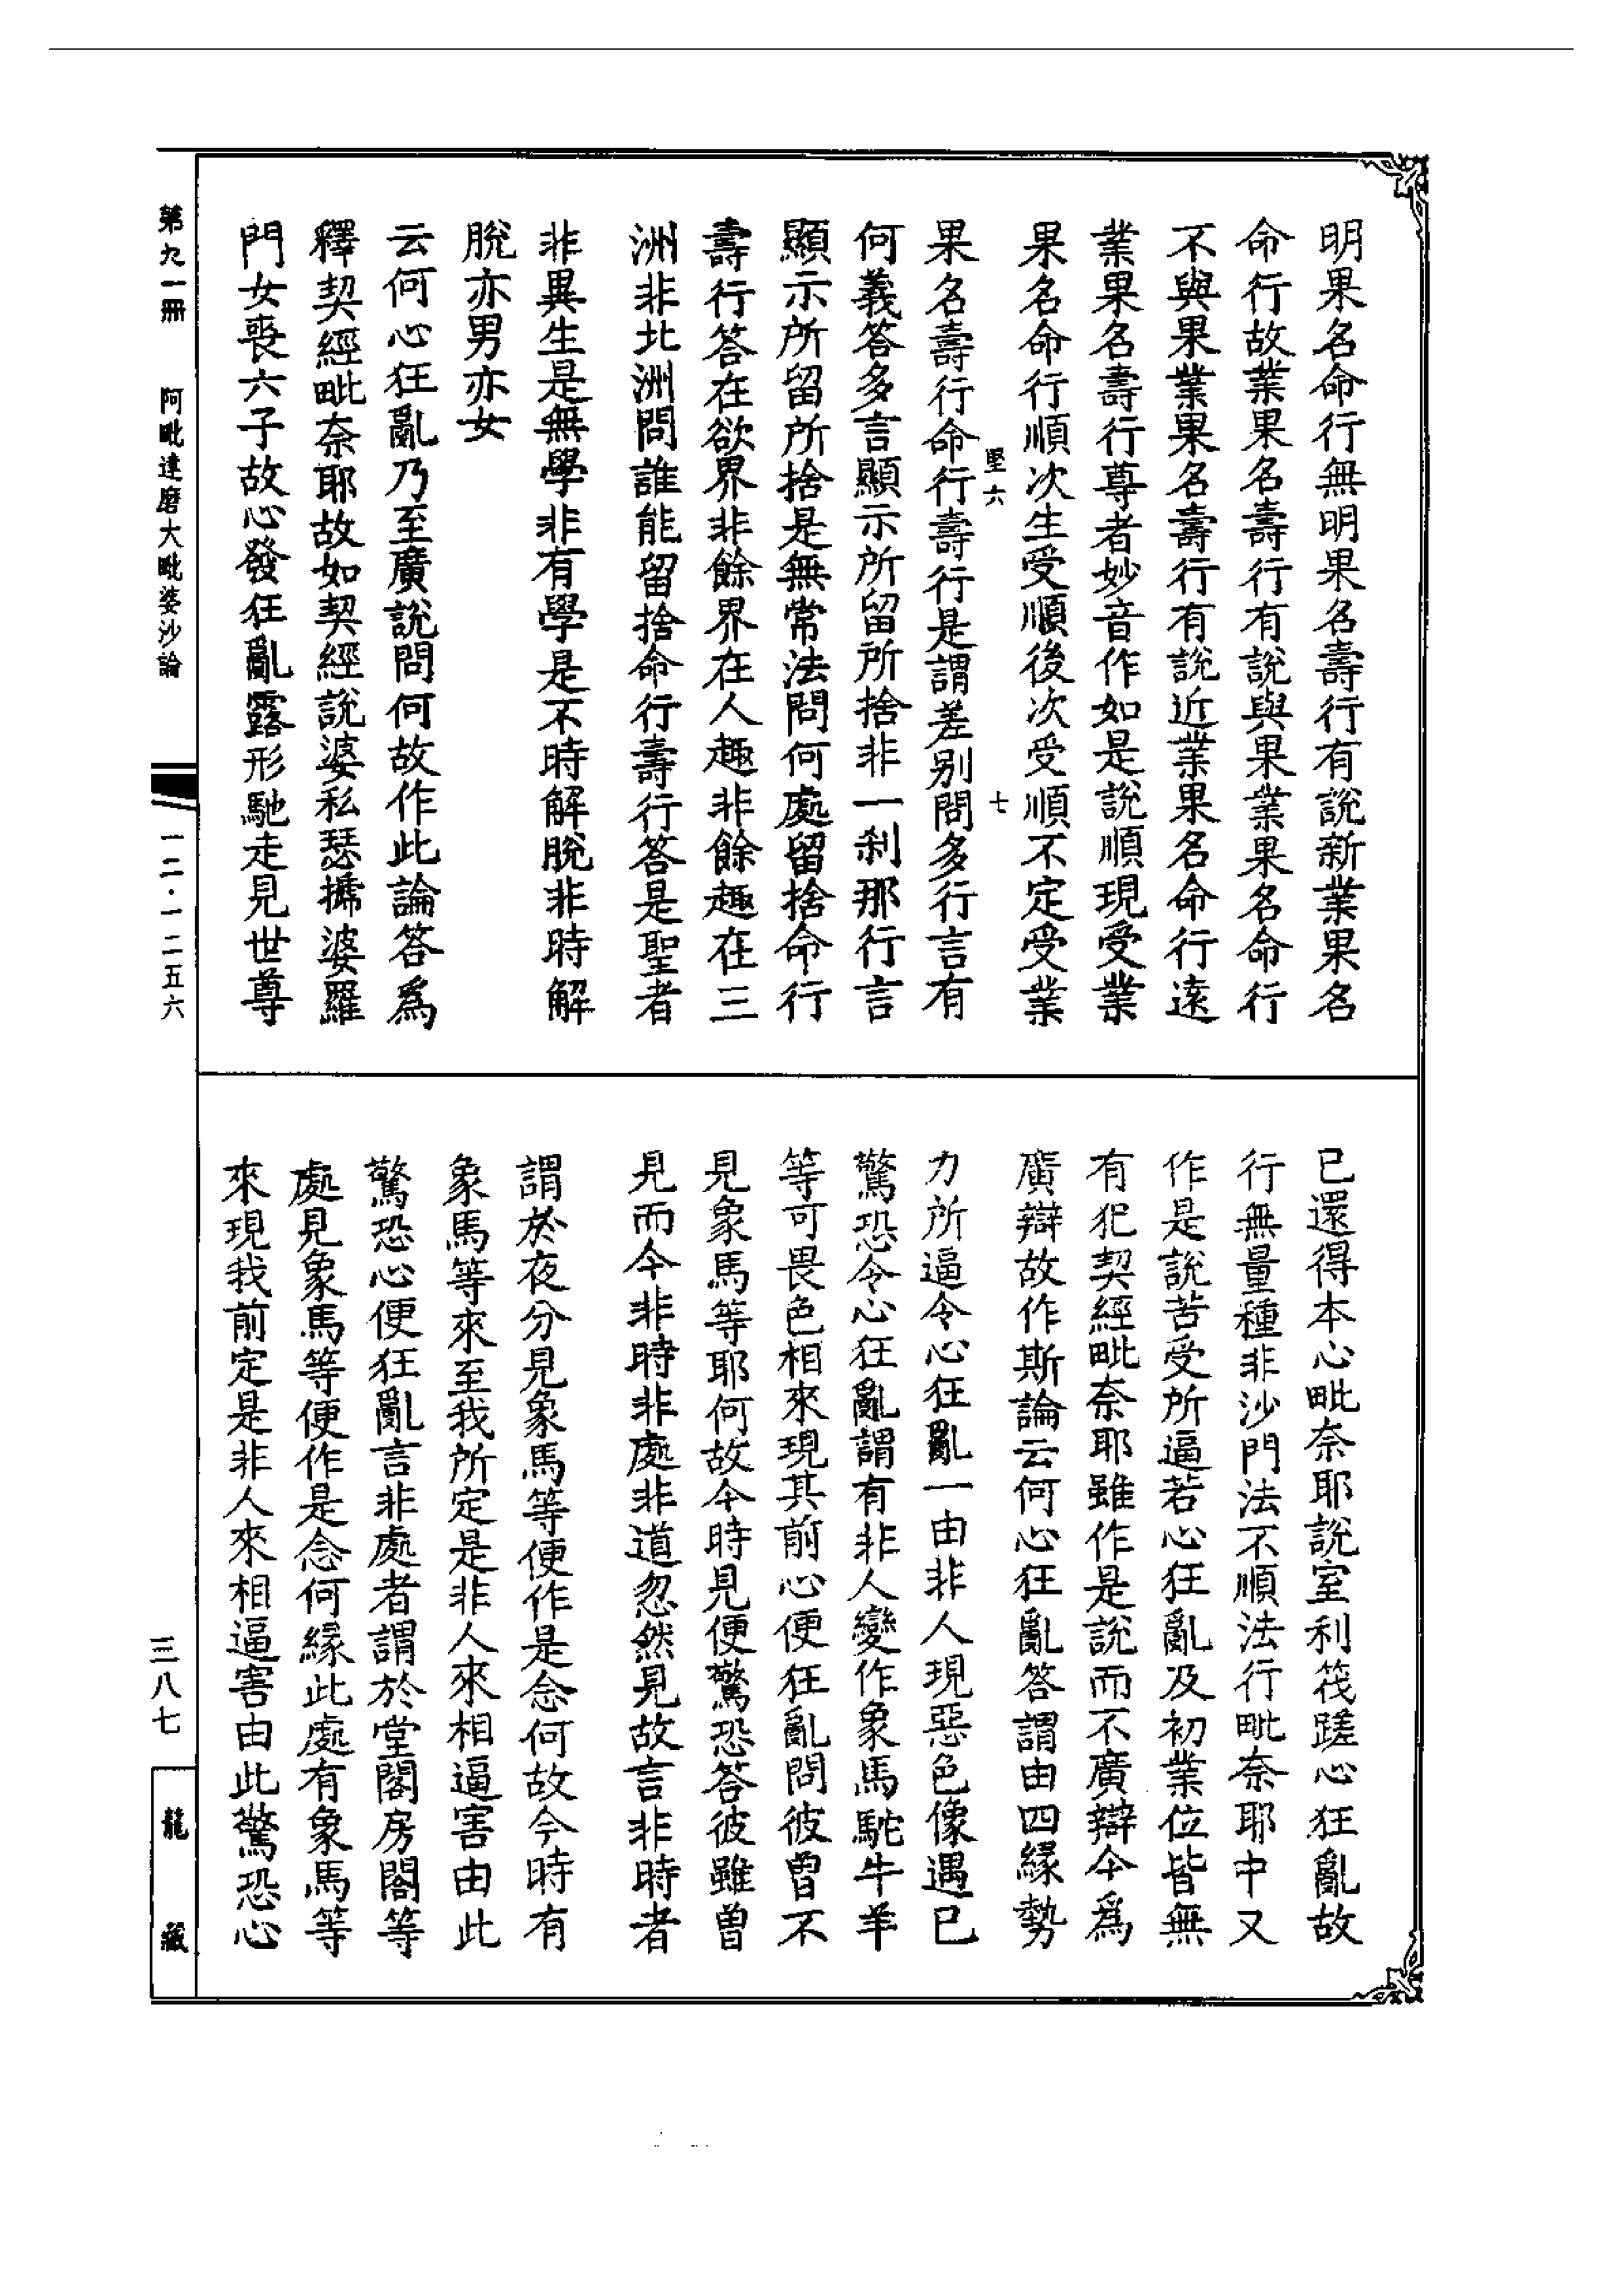 明果名命行無明果名壽行有說新業果名
命行故業果名壽行有說與果業果名命行
不與果業果名壽行有說近業果名命行遠
業果名壽行尊者妙音作如是說順現受業
果名命行順次生受順後次受順不定受業
堅六 七
果名壽行命行壽行是謂差别問多行言有
何義答多言顯示所留所捨非一剎那行言
顯示所留所捨是無常法問何處留捨命行
壽行答在欲界非餘界在人趣非餘趣在三
洲非北洲問誰能留捨命行壽行答是聖者
非異生是無學非有學是不時解脫非時解
脫亦男亦女
云何心狂亂乃至廣說問何故作此論答爲
釋契經毗奈耶故如契經說婆私瑟搋婆羅
門女喪六子故心發狂亂露形馳走見世尊
已還得本心毗奈耶說室利筏蹉心狂亂故
行無量種非沙門法不順法行毗奈耶中又
作是說苦受所逼若心狂亂及初業位皆無
有犯契經毗奈耶雖作是說而不廣辯今爲
廣辯故作斯論云何心狂亂答謂由四緣勢
力所逼令心狂亂一由非人現惡色像遇已
驚恐令心狂亂謂有非人變作象馬駝牛羊
等可畏色相來現其前心便狂亂問彼曾不
見象馬等耶何故今時見便驚恐答彼雖曾
見而今非時非處非道忽然見故言非時者
謂於夜分見象馬等便作是念何故今時有
象馬等來至我所定是非人來相逼害由此
驚恐心便狂亂言非處者謂於堂閣房閣等
處見象馬等便作是念何緣此處有象馬等
來現我前定是非人來相逼害由此驚恐心
第九一冊 阿毗達磨大毗婆沙論
一二·一二五六
三八七
龍藏